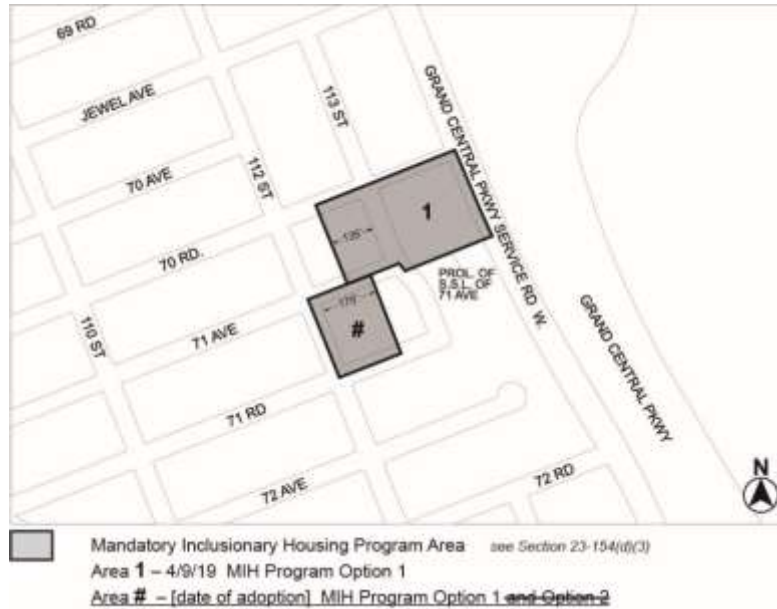 69 RD
JEWEL AVE
113 ST
GRAND CENTRAL PKWY SERVICE RD W.
70 AVE
112 ST
1
125'
70 RD.
PROL. OF
S.S.L. OF
71 AVE
175'
#
110 ST
71 AVE
GRAND CENTRAL PKWY
71 RD
72 AVE
72 RD
N
Mandatory Inclusionary Housing Program Area see Section 23-154(d)(3)
Area 1 – 4/9/19 MIH Program Option 1
Area # – [date of adoption] MIH Program Option 1 and Option 2